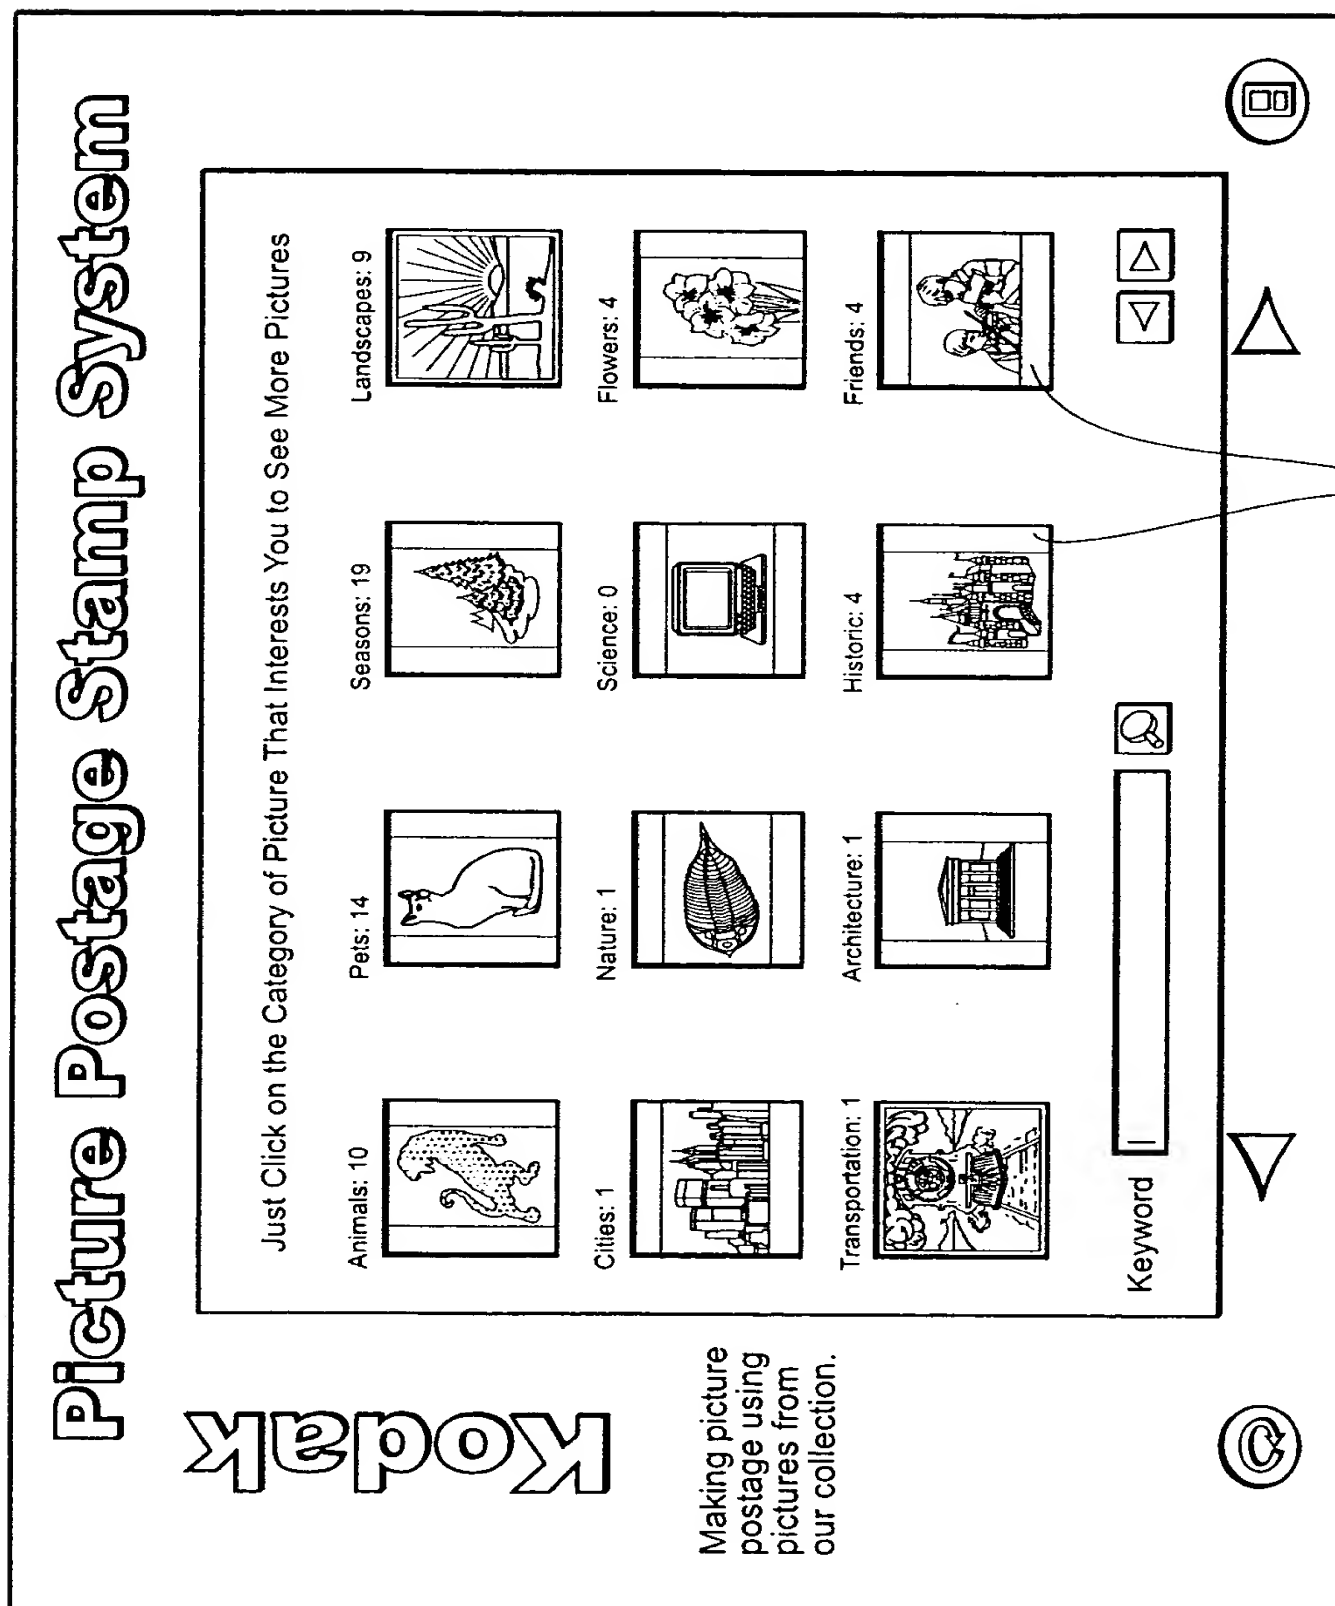 Picture Postage Stamp System
Kodak
Making picture
postage using
pictures from
our collection.
Just Click on the Category of Picture That Interests You to See More Pictures
Animals: 10
Pets: 14
Seasons: 19
Landscapes: 9
Cities: 1
Nature: 1
Science: 0
Flowers: 4
Transportation: 1
Architecture: 1
Historic: 4
Friends: 4
Keyword